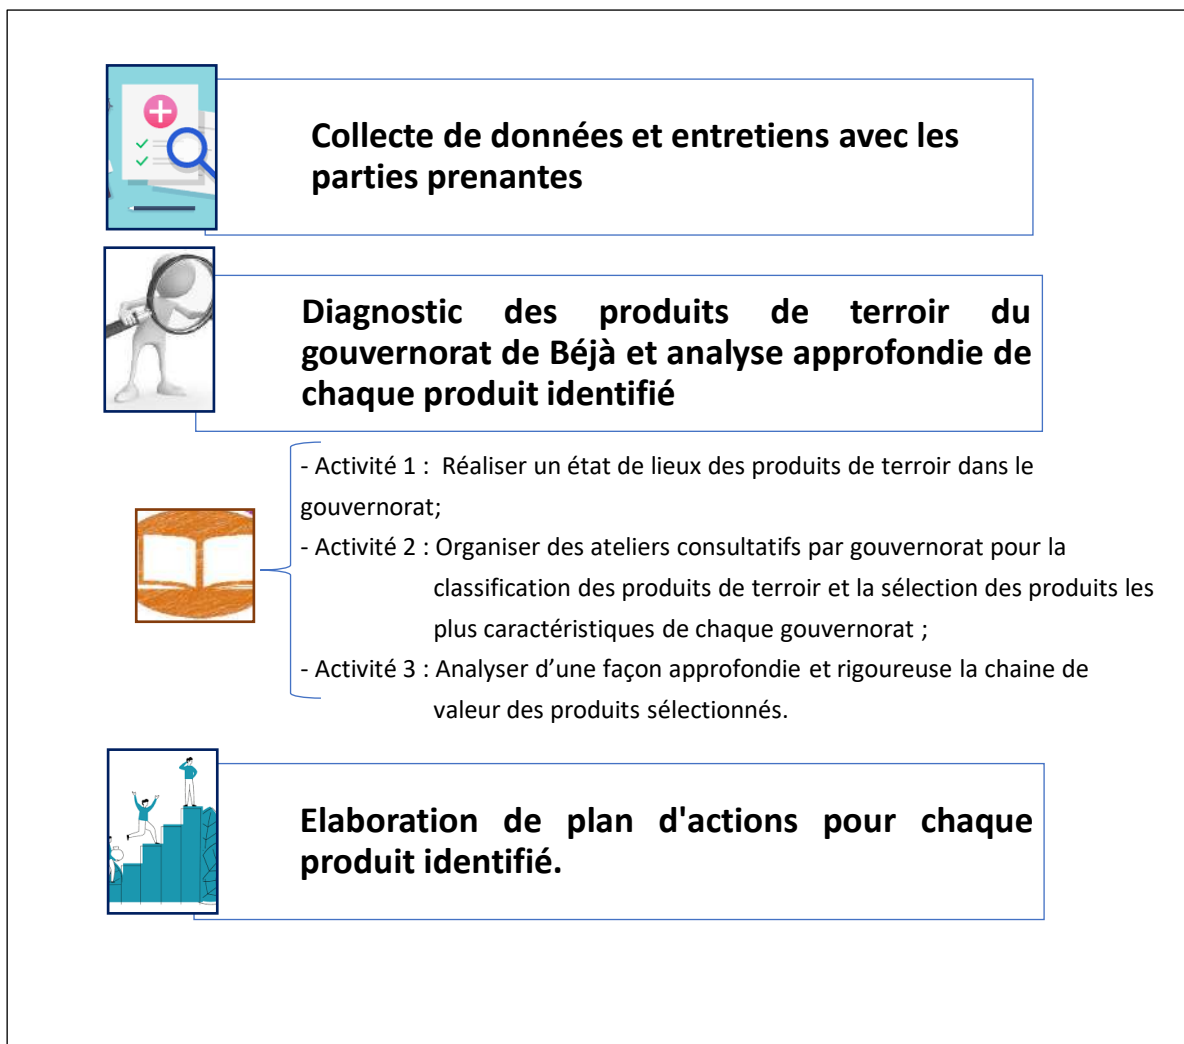 Collecte de données et entretiens avec les
parties prenantes
Diagnostic des produits de terroir du
gouvernorat de Béjà et analyse approfondie de
chaque produit identifié
- Activité 1 : Réaliser un état de lieux des produits de terroir dans le
gouvernorat;
- Activité 2 : Organiser des ateliers consultatifs par gouvernorat pour la
classification des produits de terroir et la sélection des produits les
plus caractéristiques de chaque gouvernorat ;
- Activité 3 : Analyser d’une façon approfondie et rigoureuse la chaine de
valeur des produits sélectionnés.
Elaboration de plan d'actions pour chaque
produit identifié.